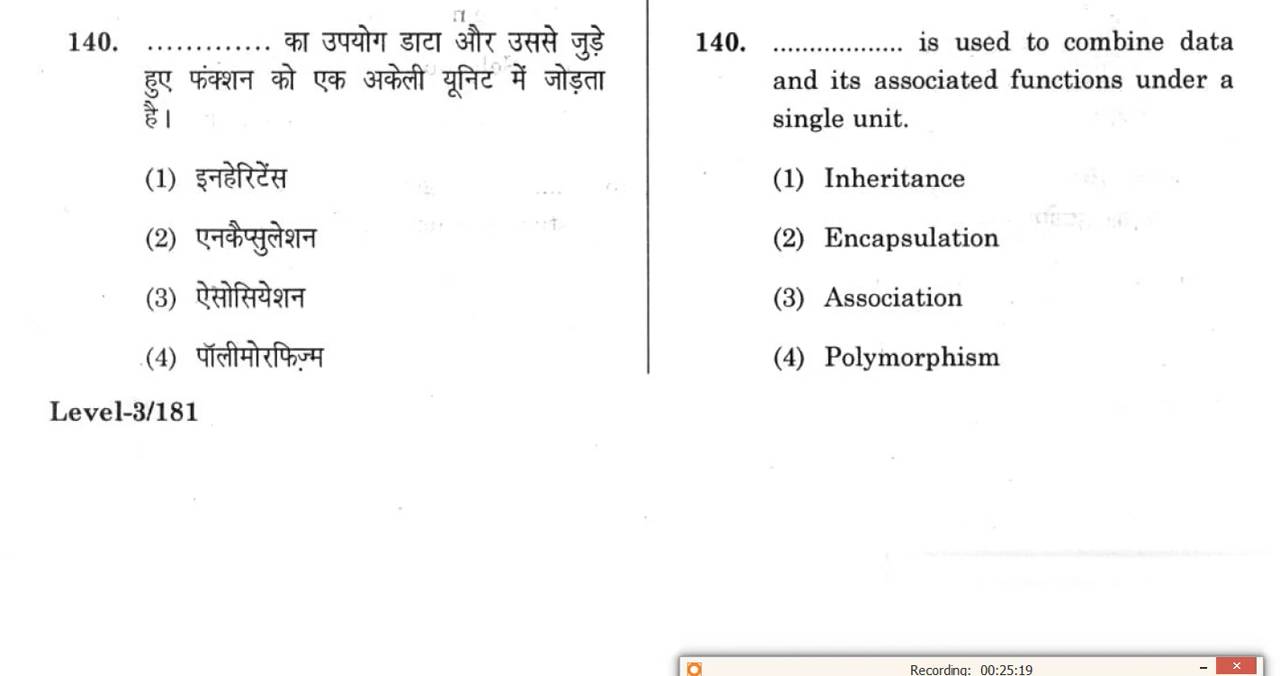 140. ............. का उपयोग डाटा और उससे जुड़े
हुए फंक्शन को एक अकेली यूनिट में जोड़ता
है।
(1) इनहेरिटेंस
(2) एनकैप्सुलेशन
(3) ऐसोसियेशन
(4) पॉलीमोरफिज़्म
Level-3/181
140. .................. is used to combine data
and its associated functions under a
single unit.
(1) Inheritance
(2) Encapsulation
(3) Association
(4) Polymorphism
Recording: 00:25:19